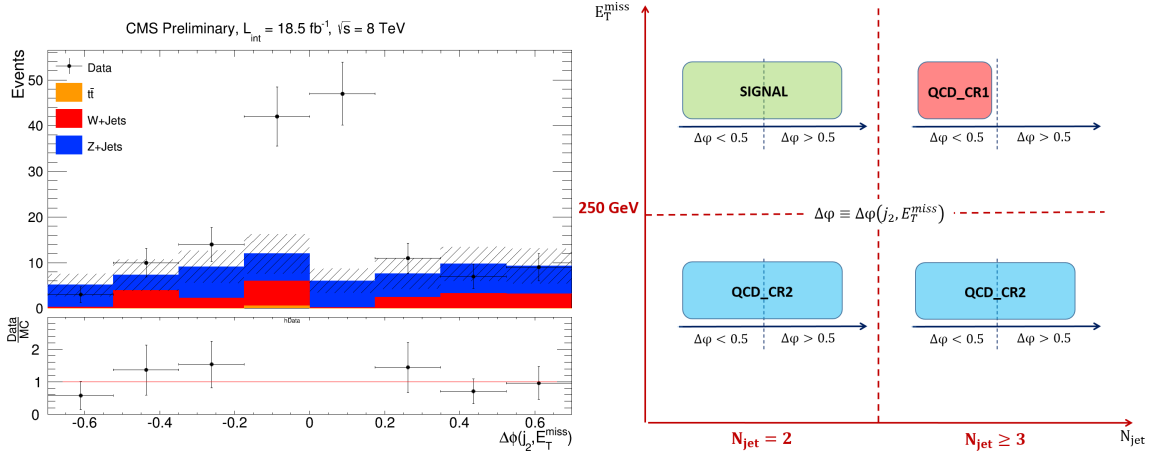 CMS Preliminary, L_int = 18.5 fb⁻¹, √s = 8 TeV
Events
50
40
30
20
10
0
Data
tt̄
W+Jets
Z+Jets
hData
Data
MC
2
1
0
-0.6 -0.4 -0.2 0 0.2 0.4 0.6
Δϕ(j₂,E_T^miss)
E_T^miss
SIGNAL
Δφ < 0.5 Δφ > 0.5
QCD_CR1
Δφ < 0.5 Δφ > 0.5
250 GeV
Δφ ≡ Δφ(j₂, E_T^miss)
QCD_CR2
Δφ < 0.5 Δφ > 0.5
QCD_CR2
Δφ < 0.5 Δφ > 0.5
N_jet = 2
N_jet ≥ 3
N_jet